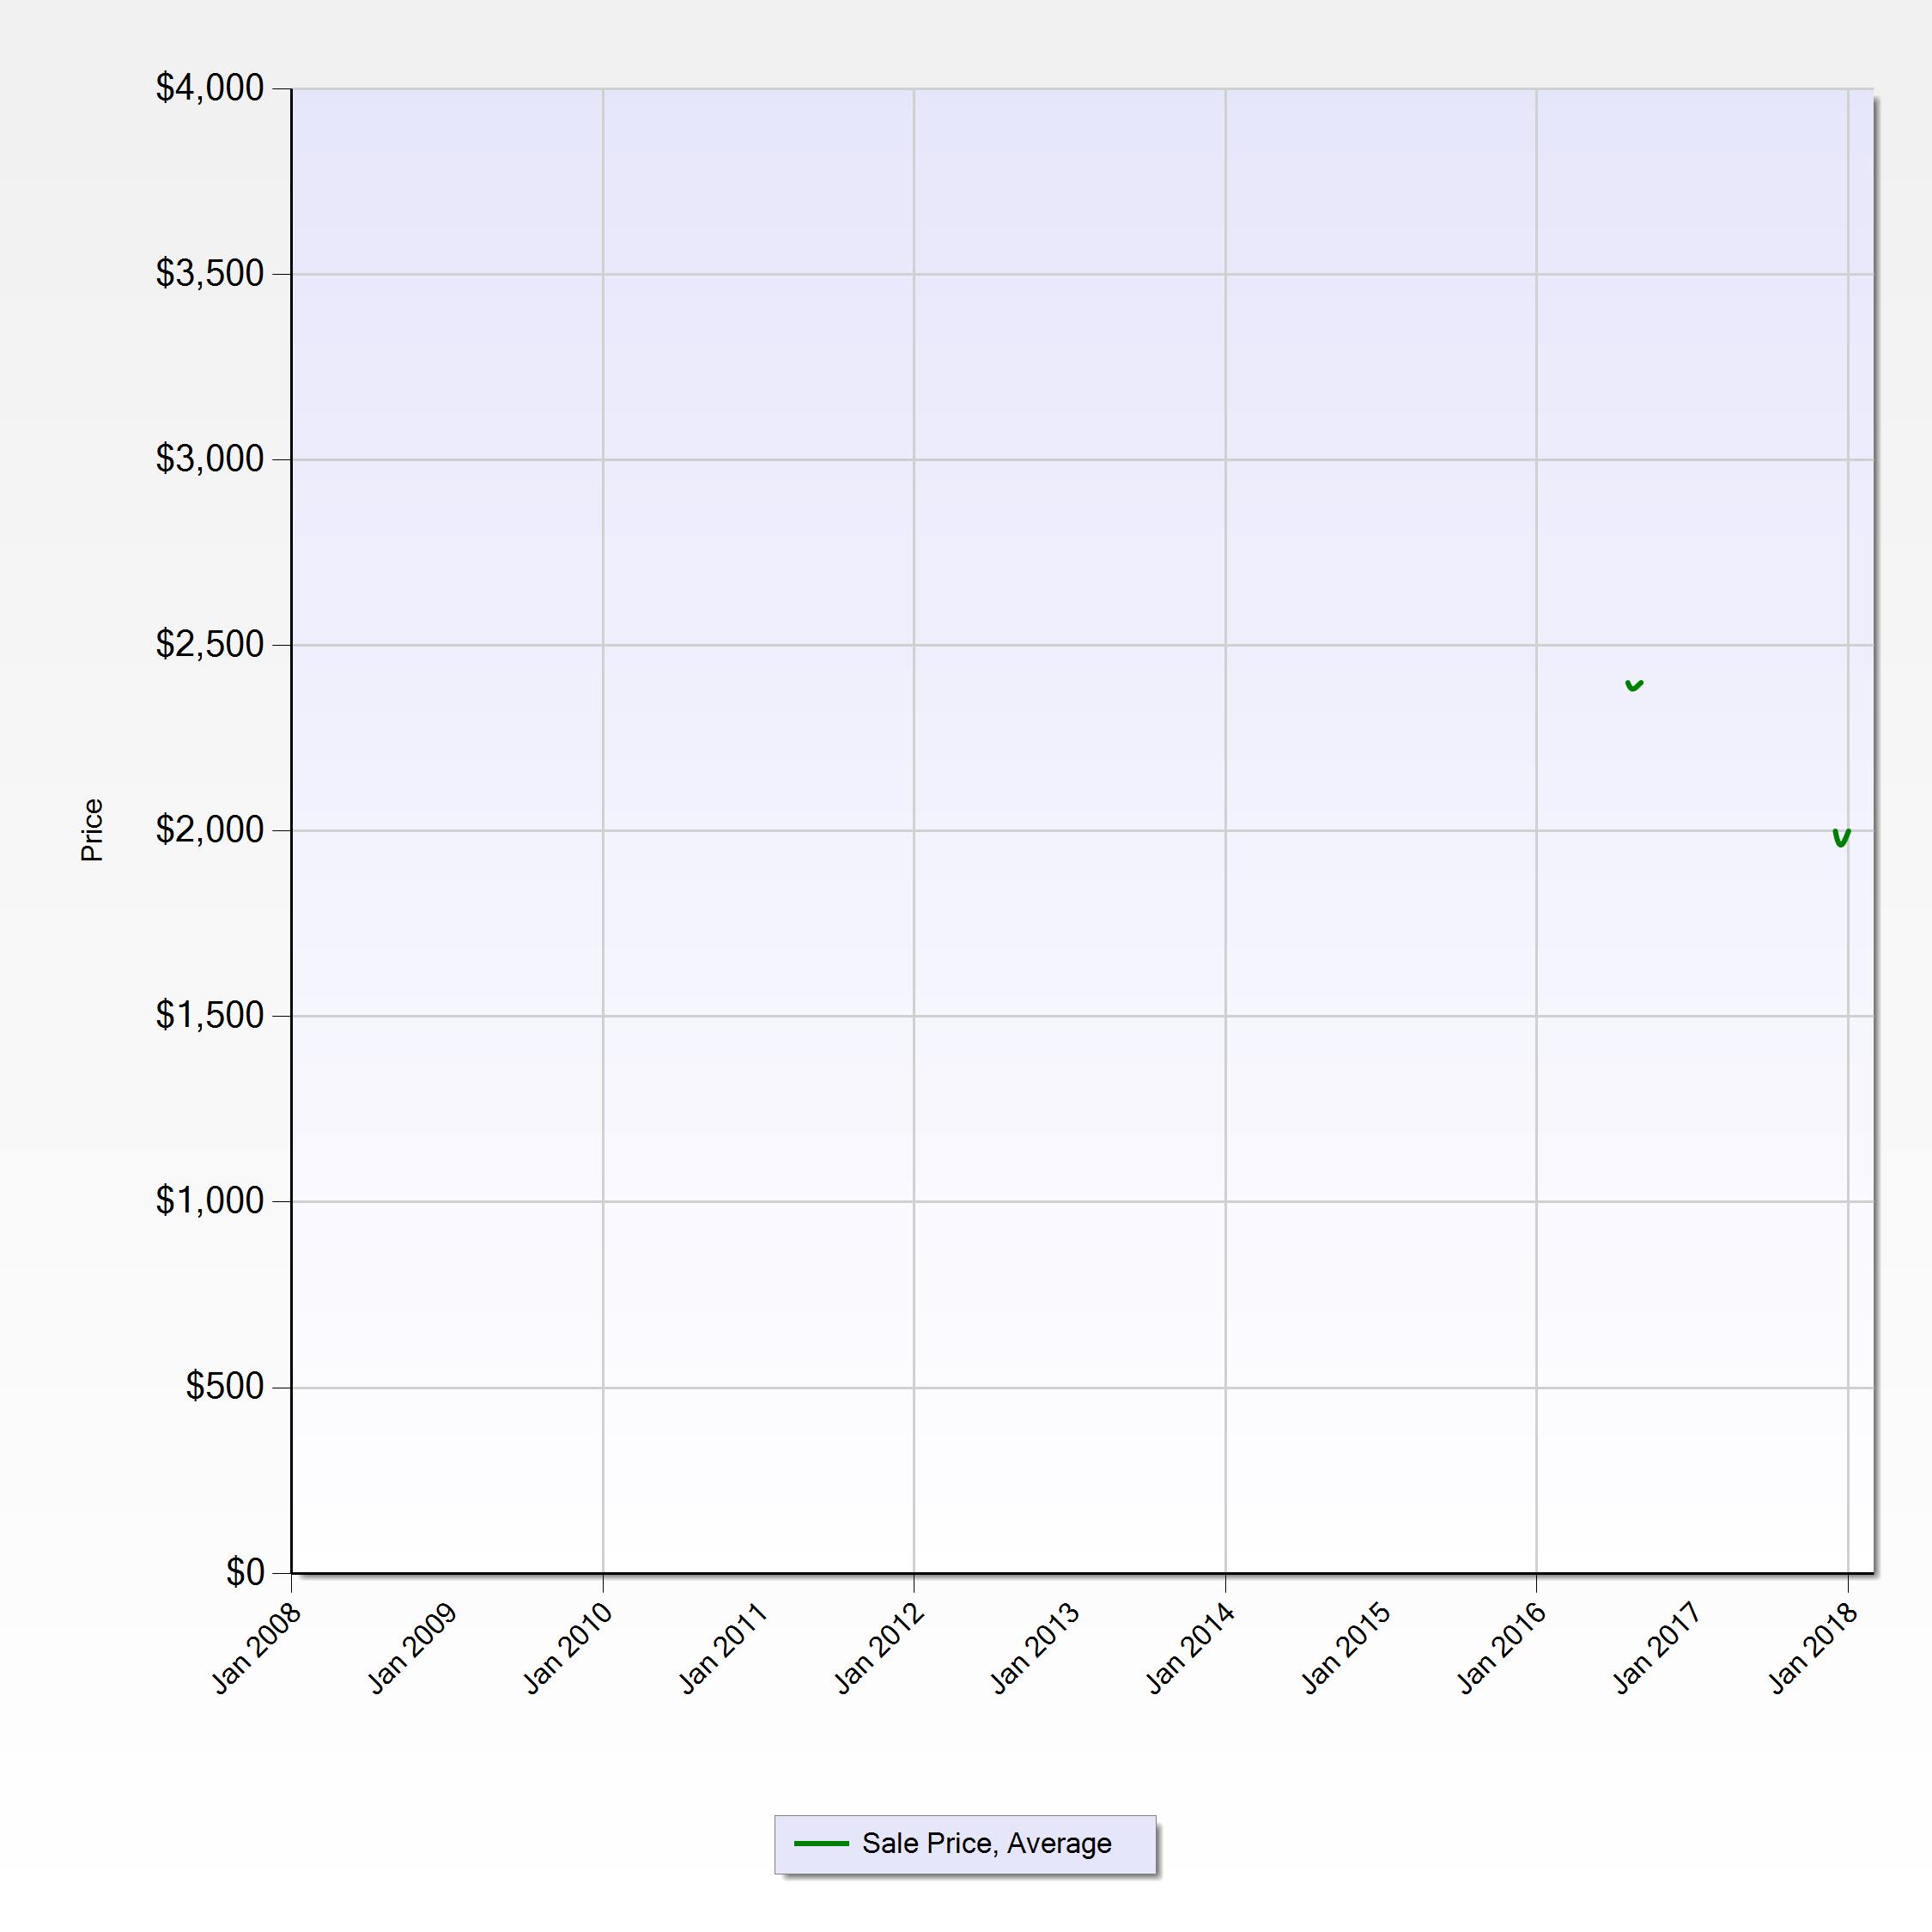 $4,000
$3,500
$3,000
$2,500
$2,000
$1,500
$1,000
$500
$0
Price
Jan 2008
Jan 2009
Jan 2010
Jan 2011
Jan 2012
Jan 2013
Jan 2014
Jan 2015
Jan 2016
Jan 2017
Jan 2018
Sale Price, Average